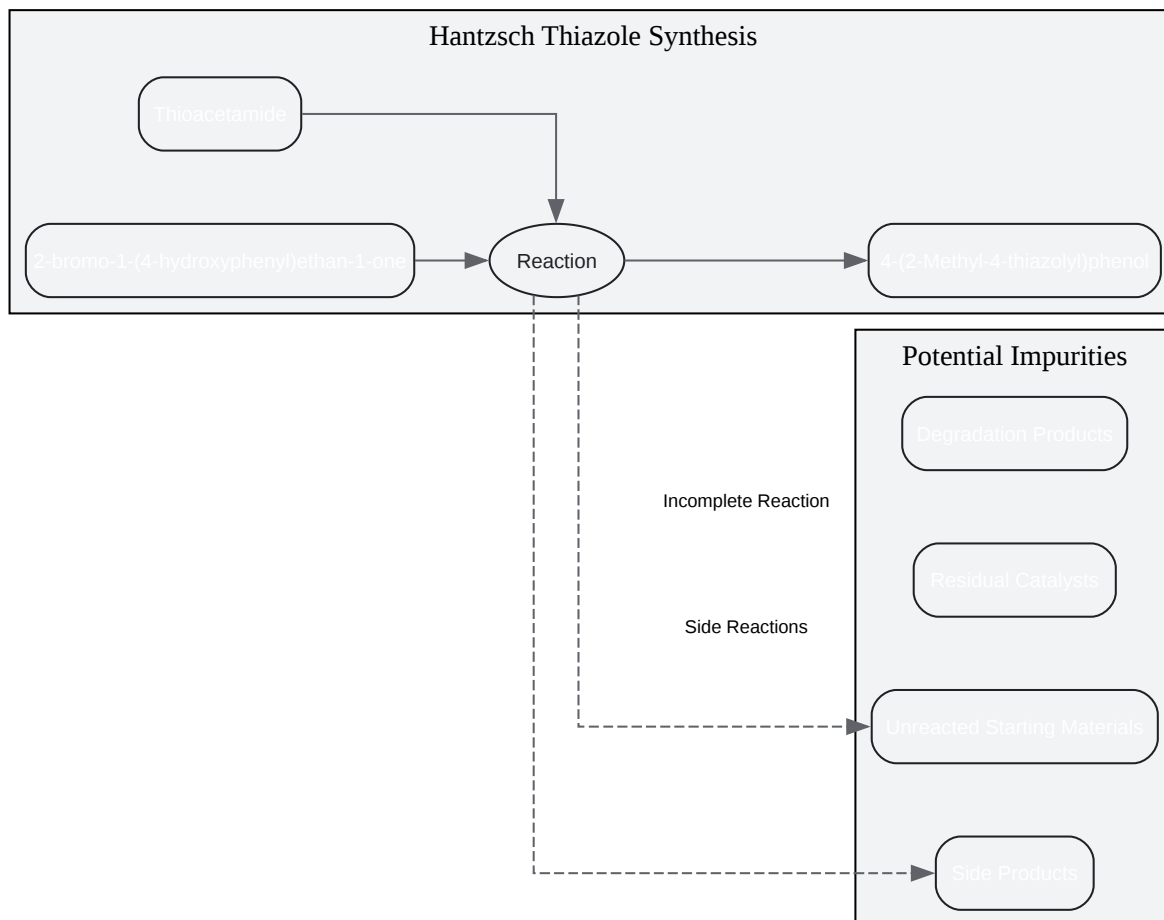 Hantzsch Thiazole Synthesis
Thioacetamide
2-bromo-1-(4-hydroxyphenyl)ethan-1-one
Reaction
4-(2-Methyl-4-thiazolyl)phenol
Potential Impurities
Degradation Products
Incomplete Reaction
Residual Catalysts
Side Reactions
Unreacted Starting Materials
Side Products